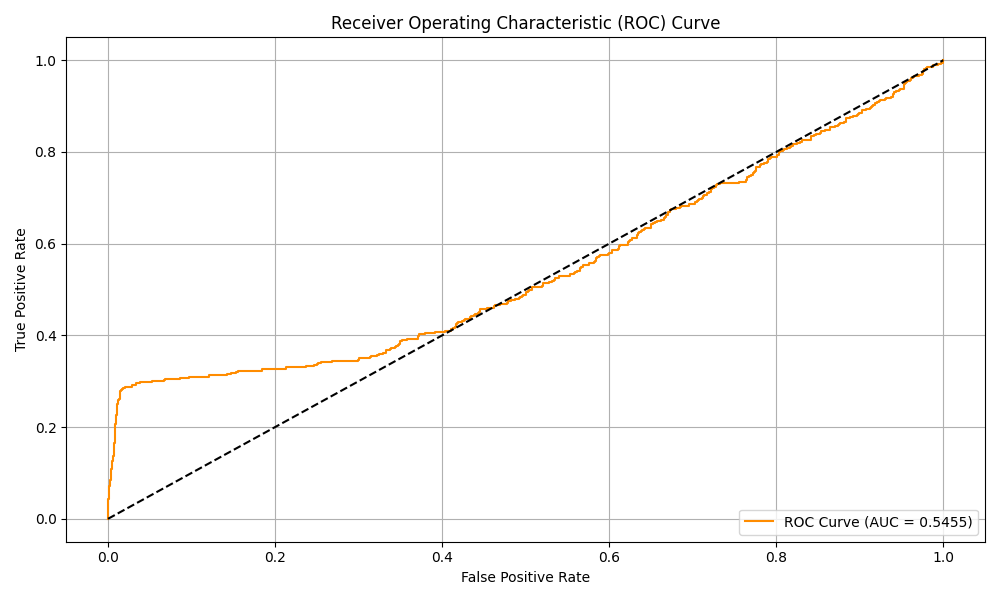 Receiver Operating Characteristic (ROC) Curve
True Positive Rate
1.0
0.8
0.6
0.4
0.2
0.0
ROC Curve (AUC = 0.5455)
0.0 0.2 0.4 0.6 0.8 1.0
False Positive Rate